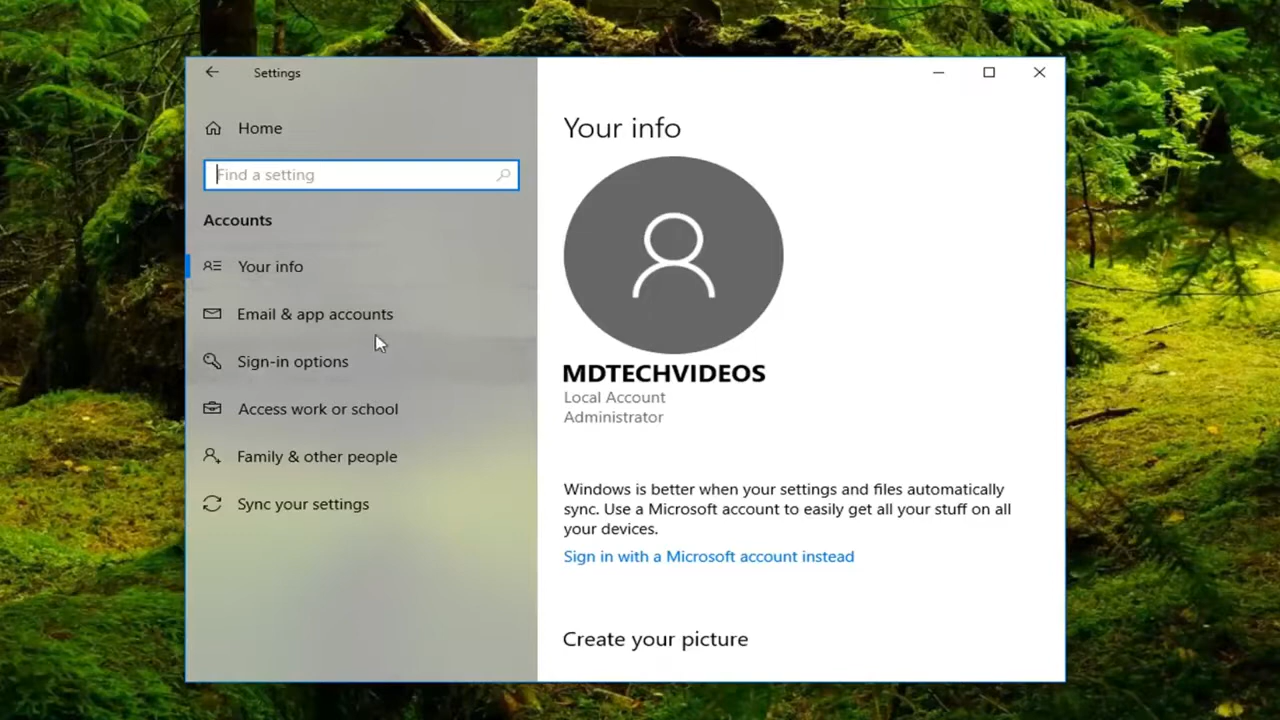 Settings
Home
Find a setting
Accounts
Your info
Email & app accounts
Sign-in options
Access work or school
Family & other people
Sync your settings
Your info
MDTECHVIDEOS
Local Account
Administrator
Windows is better when your settings and files automatically
sync. Use a Microsoft account to easily get all your stuff on all
your devices.
Sign in with a Microsoft account instead
Create your picture